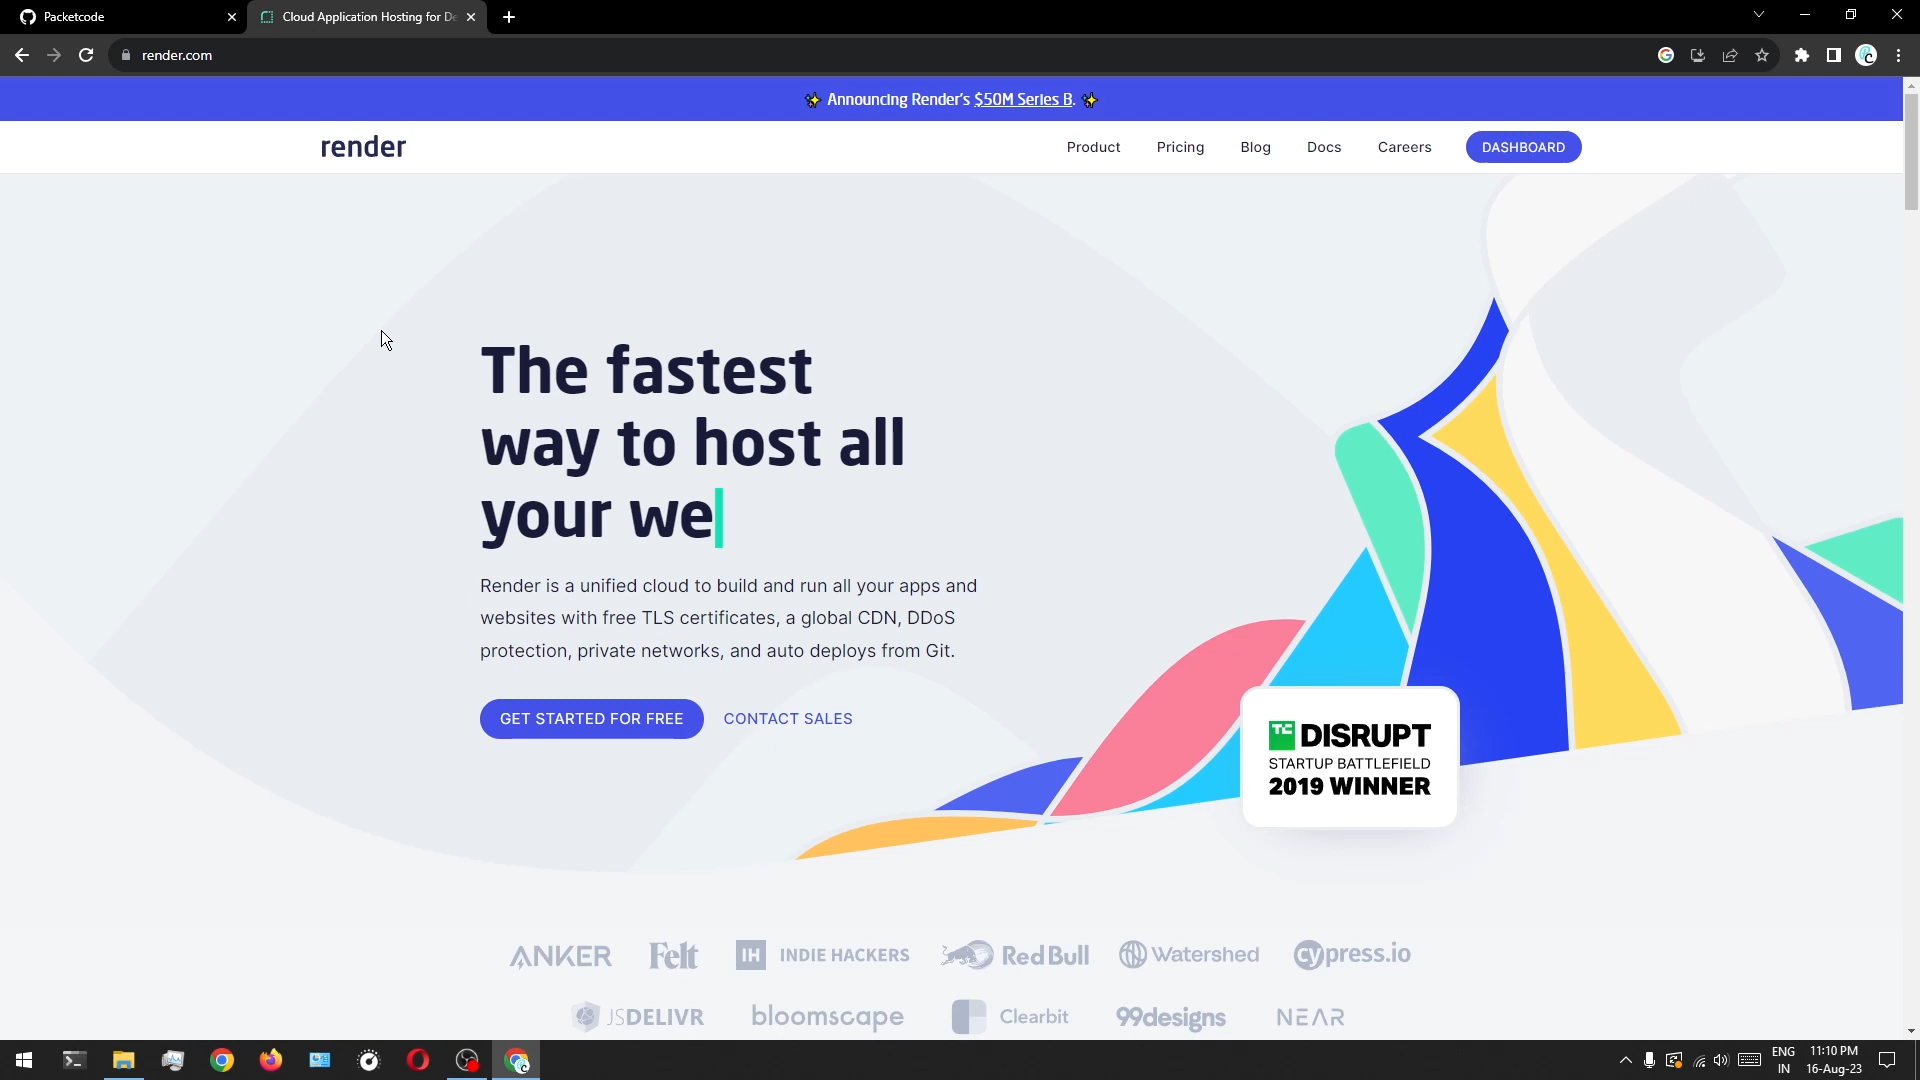 Packetcode
Cloud Application Hosting for De
render.com
✨ Announcing Render's $50M Series B. ✨
render
Product
Pricing
Blog
Docs
Careers
DASHBOARD
The fastest
way to host all
your we
Render is a unified cloud to build and run all your apps and
websites with free TLS certificates, a global CDN, DDoS
protection, private networks, and auto deploys from Git.
GET STARTED FOR FREE
CONTACT SALES
TC DISRUPT
STARTUP BATTLEFIELD
2019 WINNER
ANKER
Felt
IH INDIE HACKERS
Red Bull
Watershed
cypress.io
JSDELIVR
bloomscape
Clearbit
99designs
NEAR
ENG
IN
11:10 PM
16-Aug-23